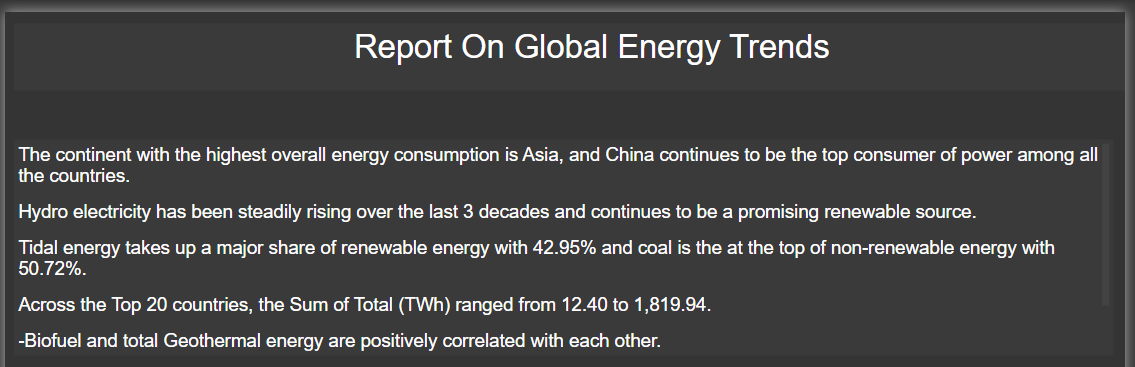 Report On Global Energy Trends
The continent with the highest overall energy consumption is Asia, and China continues to be the top consumer of power among all
the countries.
Hydro electricity has been steadily rising over the last 3 decades and continues to be a promising renewable source.
Tidal energy takes up a major share of renewable energy with 42.95% and coal is the at the top of non-renewable energy with
50.72%.
Across the Top 20 countries, the Sum of Total (TWh) ranged from 12.40 to 1,819.94.
-Biofuel and total Geothermal energy are positively correlated with each other.